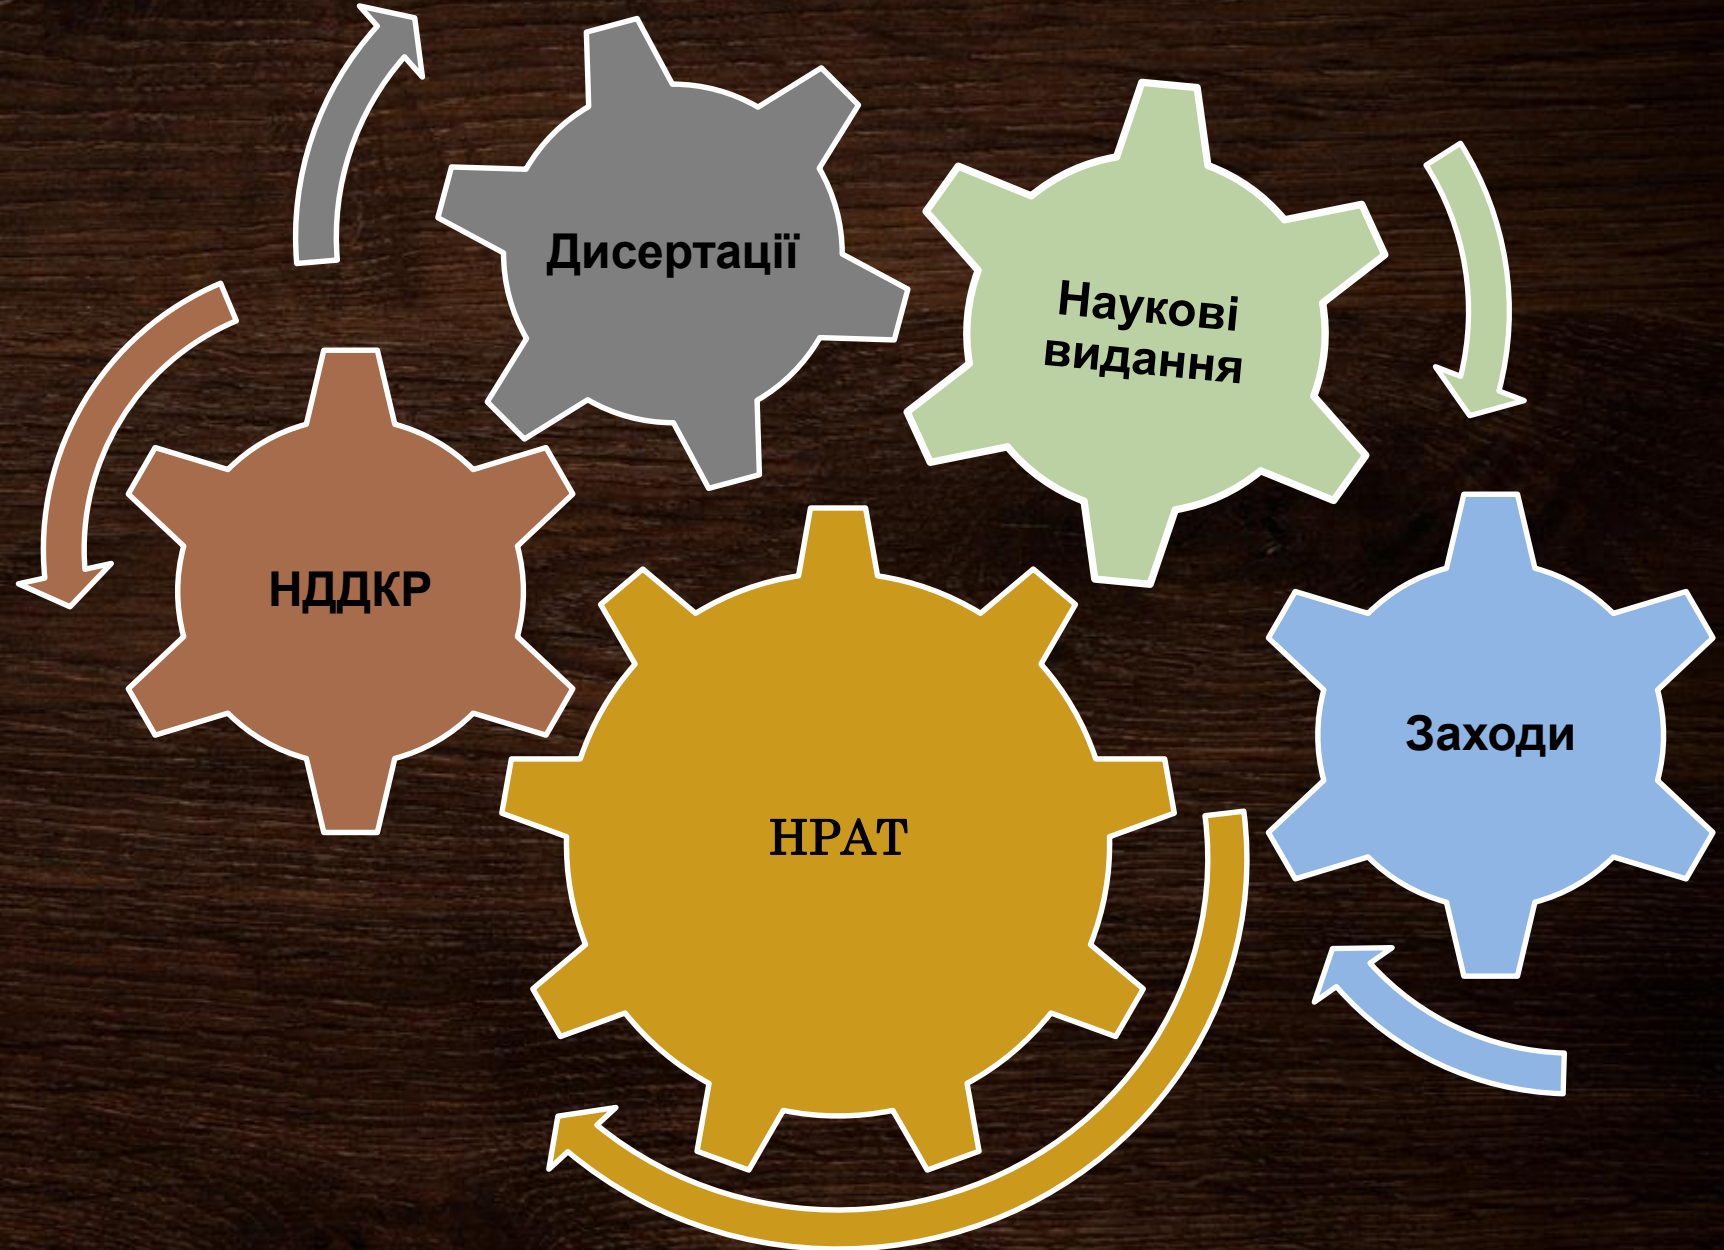 Дисертації
Наукові
видання
НДДКР
Заходи
НРАТ